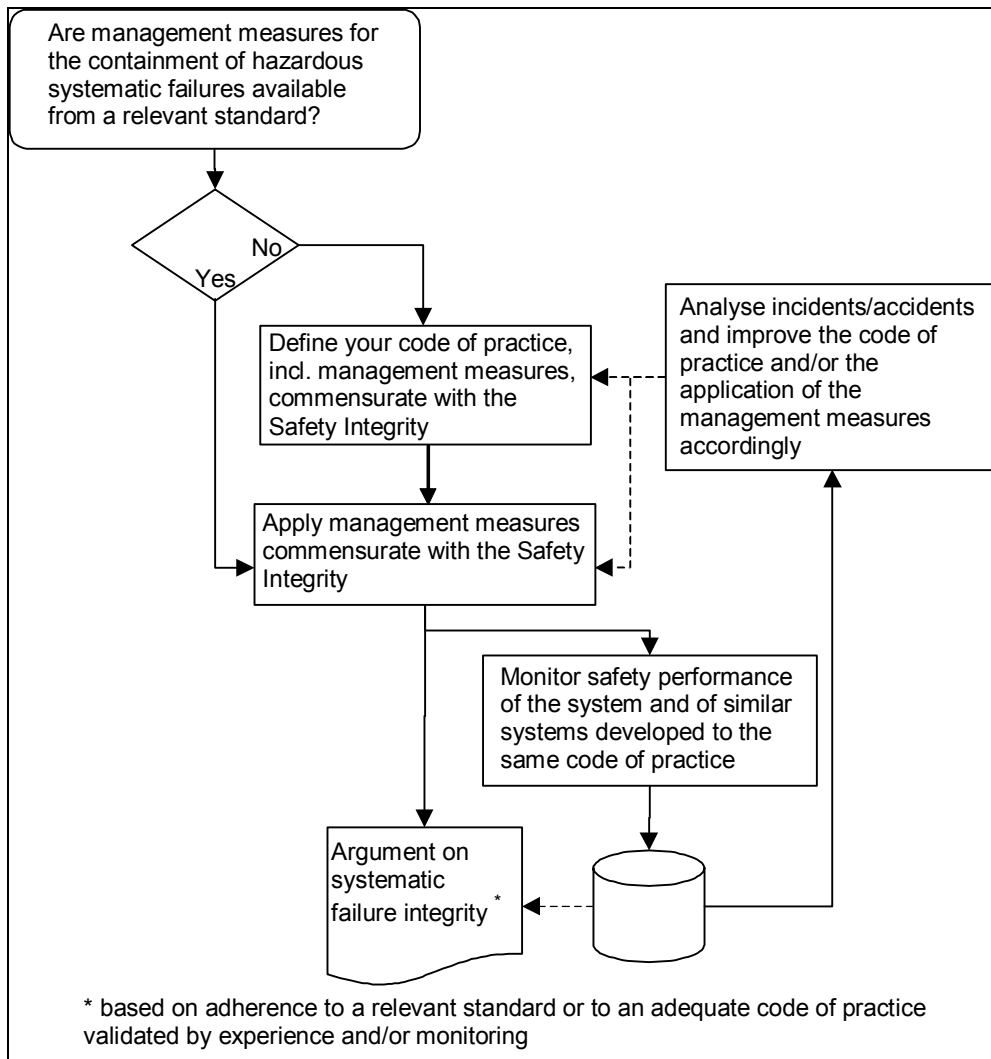 Are management measures for
the containment of hazardous
systematic failures available
from a relevant standard?
No
Yes
Define your code of practice,
incl. management measures,
commensurate with the
Safety Integrity
Analyse incidents/accidents
and improve the code of
practice and/or the
application of the
management measures
accordingly
Apply management measures
commensurate with the Safety
Integrity
Monitor safety performance
of the system and of similar
systems developed to the
same code of practice
Argument on
systematic
failure integrity *
* based on adherence to a relevant standard or to an adequate code of practice
validated by experience and/or monitoring